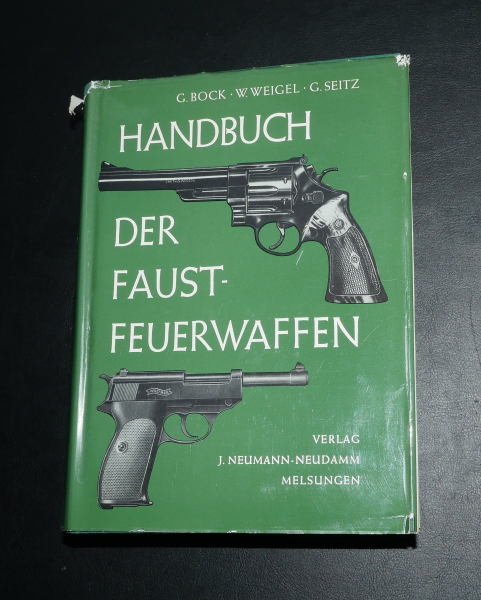 G. BOCK · W. WEIGEL · G. SEITZ
HANDBUCH
DER
FAUST-
FEUERWAFFEN
VERLAG
J. NEUMANN-NEUDAMM
MELSUNGEN